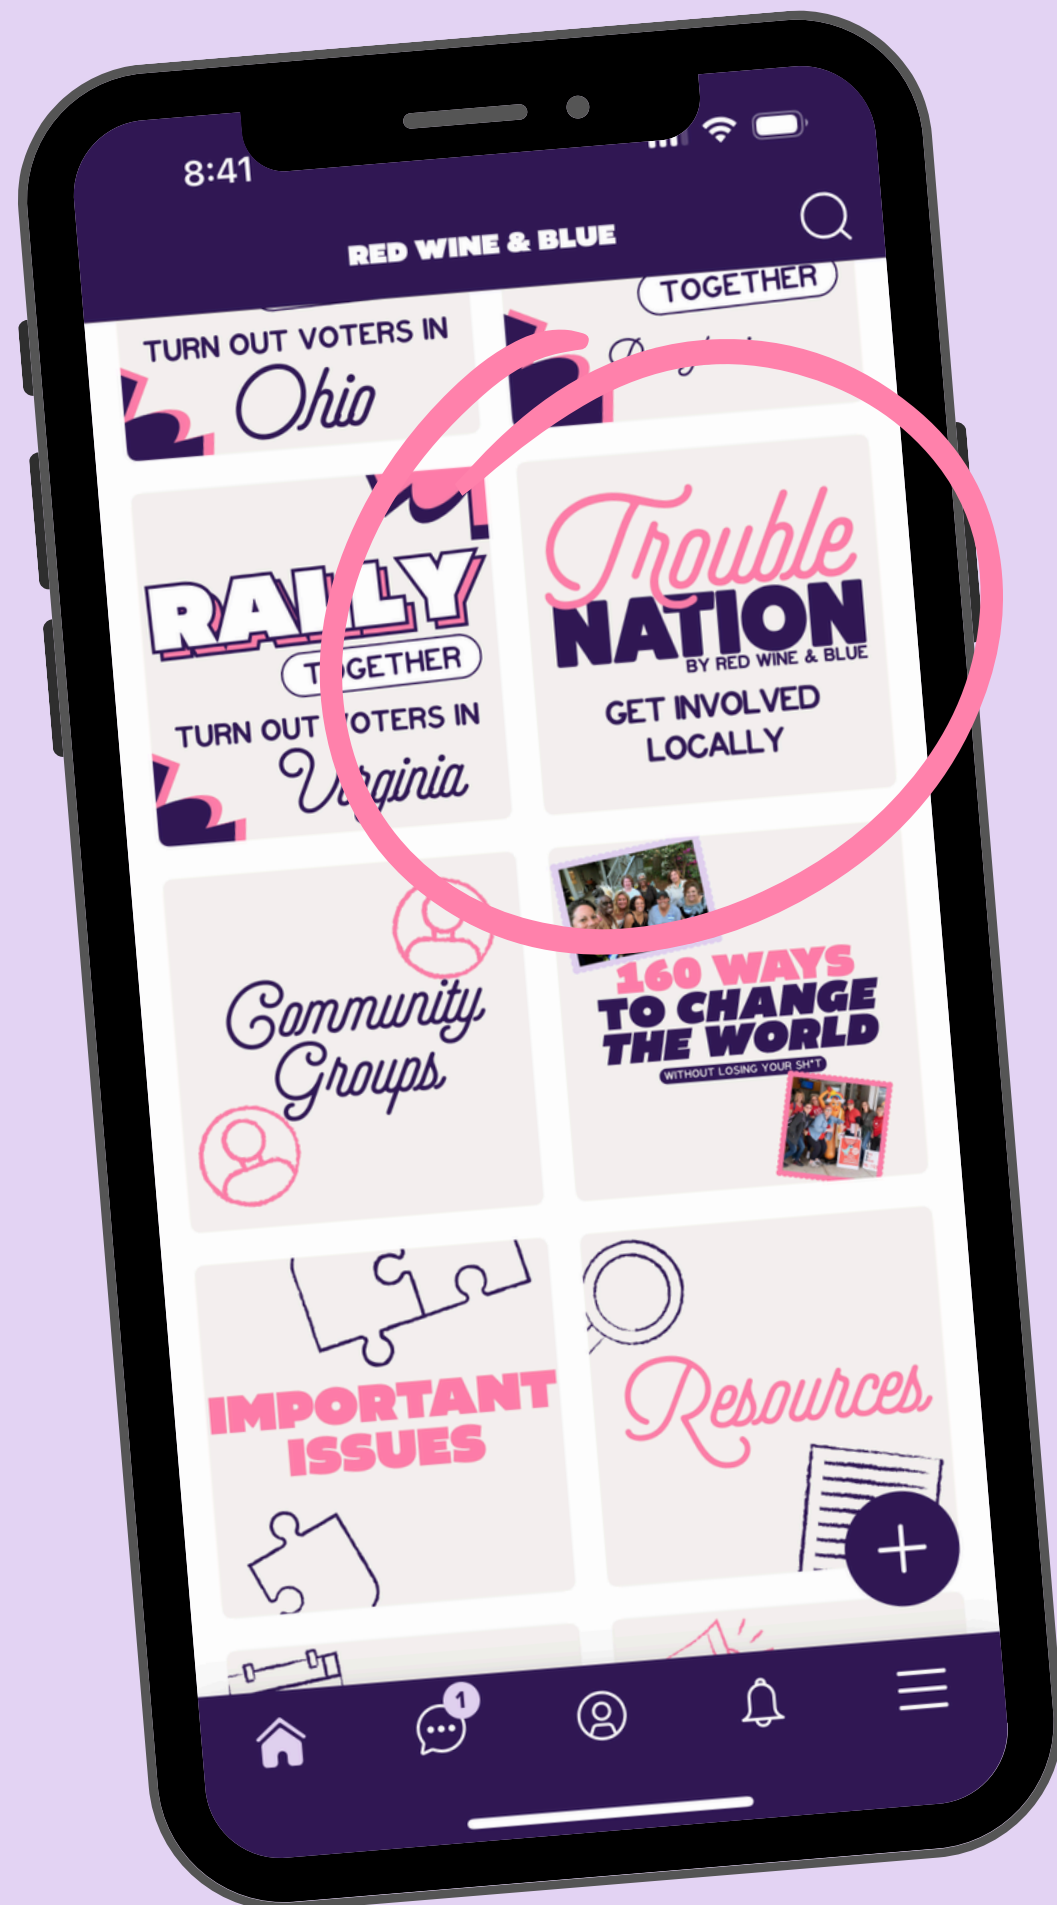 8:41
RED WINE & BLUE
TURN OUT VOTERS IN
Ohio
TOGETHER
RALLY
TOGETHER
TURN OUT VOTERS IN
Virginia
Trouble
NATION
BY RED WINE & BLUE
GET INVOLVED
LOCALLY
Community
Groups
160 WAYS
TO CHANGE
THE WORLD
WITHOUT LOSING YOUR SH*T
IMPORTANT
ISSUES
Resources
1